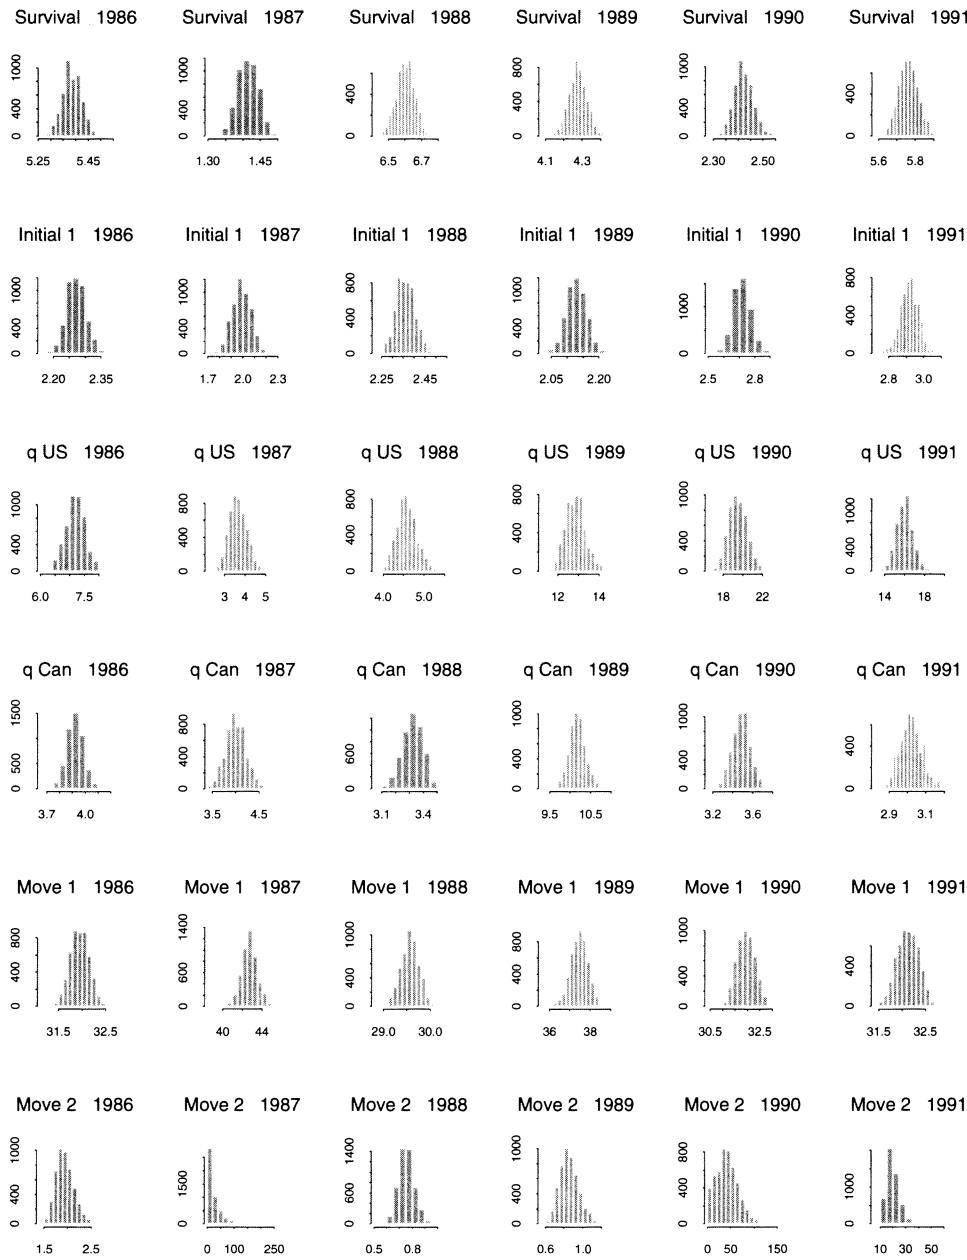 Survival 1986 Survival 1987 Survival 1988 Survival 1989 Survival 1990 Survival 1991
0 400 1000 0 400 1000 0 400 0 400 800 0 400 1000 0 400
5.25 5.45 1.30 1.45 6.5 6.7 4.1 4.3 2.30 2.50 5.6 5.8
Initial 1 1986 Initial 1 1987 Initial 1 1988 Initial 1 1989 Initial 1 1990 Initial 1 1991
0 400 1000 0 400 1000 0 400 800 0 400 1000 0 1000 0 400 800
2.20 2.35 1.7 2.0 2.3 2.25 2.45 2.05 2.20 2.5 2.8 2.8 3.0
q US 1986 q US 1987 q US 1988 q US 1989 q US 1990 q US 1991
0 400 1000 0 400 800 0 400 800 0 400 800 0 400 1000 0 400 1000
6.0 7.5 3 4 5 4.0 5.0 12 14 18 22 14 18
q Can 1986 q Can 1987 q Can 1988 q Can 1989 q Can 1990 q Can 1991
0 500 1500 0 400 800 0 600 0 400 1000 0 400 1000 0 400
3.7 4.0 3.5 4.5 3.1 3.4 9.5 10.5 3.2 3.6 2.9 3.1
Move 1 1986 Move 1 1987 Move 1 1988 Move 1 1989 Move 1 1990 Move 1 1991
0 400 800 0 600 1400 0 400 1000 0 400 800 0 400 1000 0 400
31.5 32.5 40 44 29.0 30.0 36 38 30.5 32.5 31.5 32.5
Move 2 1986 Move 2 1987 Move 2 1988 Move 2 1989 Move 2 1990 Move 2 1991
0 400 1000 0 1500 0 600 1400 0 400 1000 0 400 800 0 1000
1.5 2.5 0 100 250 0.5 0.8 0.6 1.0 0 50 150 10 30 50